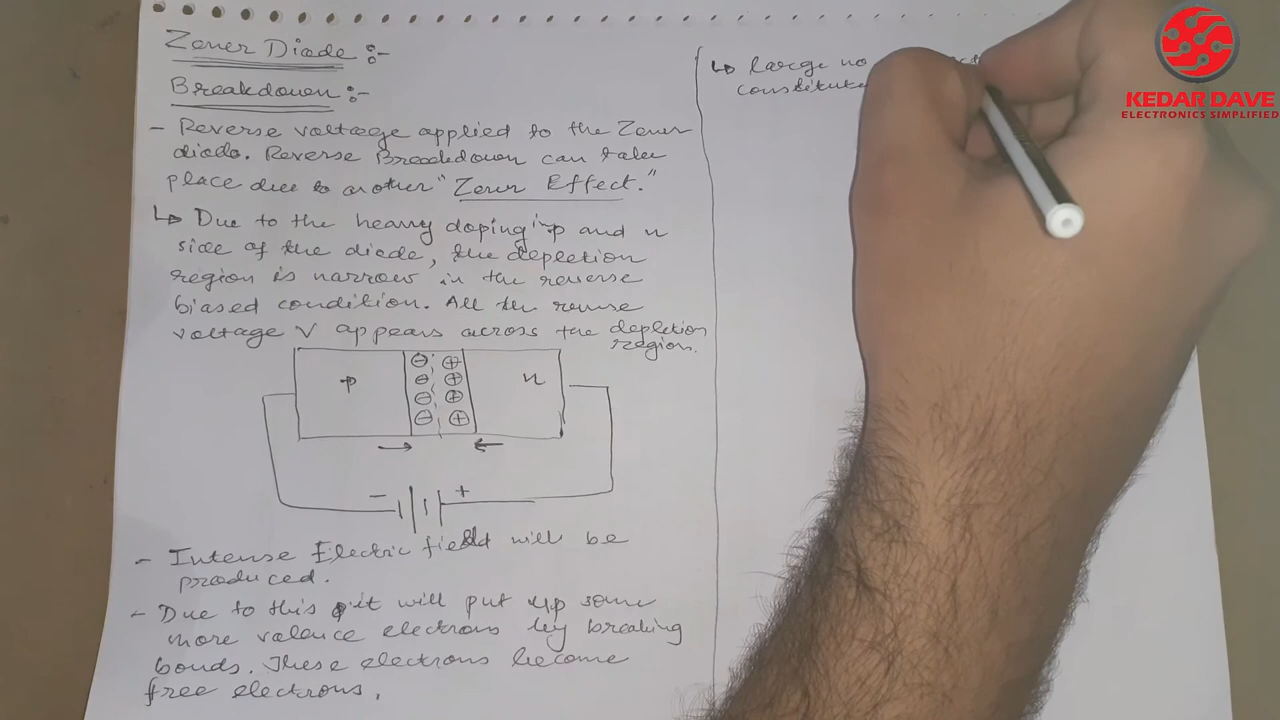 Zener Diode :-
Breakdown :-
- Reverse voltage applied to the Zener
diode. Reverse Breakdown can take
place due to another "Zener Effect."
↳ Due to the heavy doping in p and n
side of the diode, the depletion
region is narrow in the reverse
biased condition. All the reverse
voltage V appears across the depletion
region.
p
n
- +
- Intense Electric field will be
produced.
- Due to this it will put up some
more valence electrons by breaking
bonds. These electrons become
free electrons.
↳ Large no
constitute
KEDAR DAVE
ELECTRONICS SIMPLIFIED